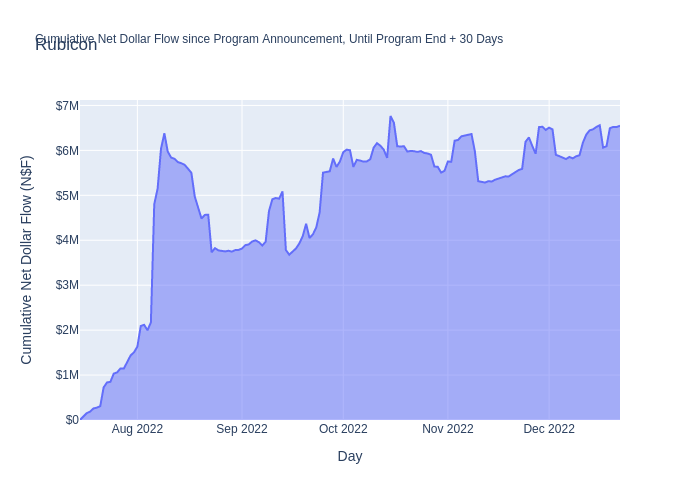 Cumulative Net Dollar Flow since Program Announcement, Until Program End + 30 Days
Rubicon
Cumulative Net Dollar Flow (N$F)
$7M
$6M
$5M
$4M
$3M
$2M
$1M
$0
Aug 2022
Sep 2022
Oct 2022
Nov 2022
Dec 2022
Day